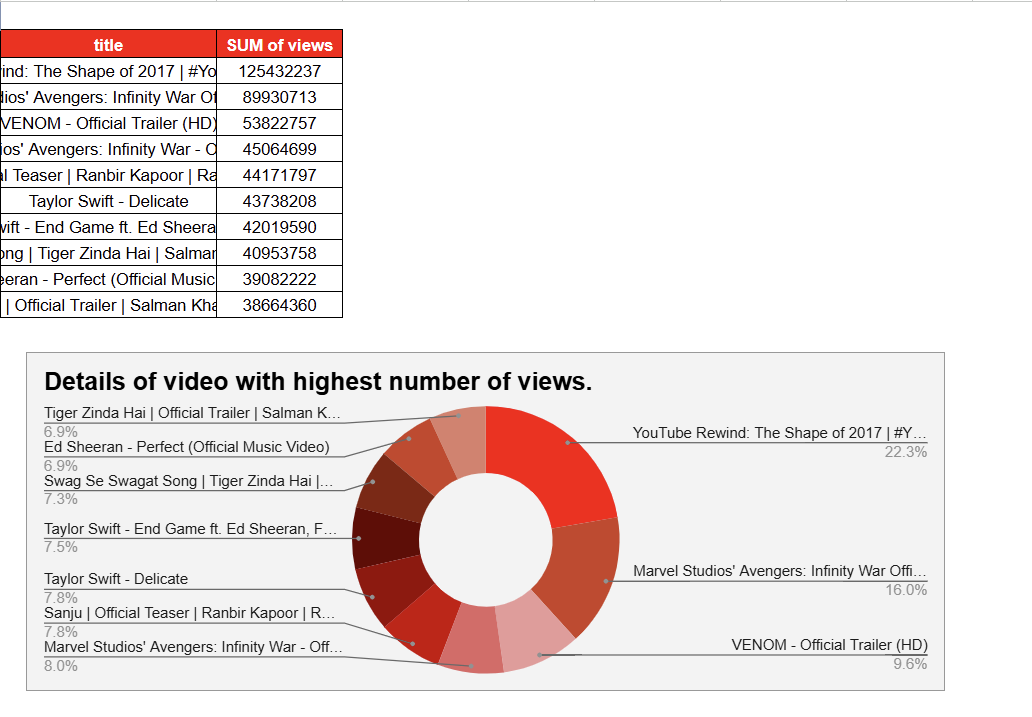 title SUM of views
ind: The Shape of 2017 | #Yo 125432237
dios' Avengers: Infinity War Of 89930713
VENOM - Official Trailer (HD) 53822757
ios' Avengers: Infinity War - O 45064699
al Teaser | Ranbir Kapoor | Ra 44171797
Taylor Swift - Delicate 43738208
wift - End Game ft. Ed Sheera 42019590
ong | Tiger Zinda Hai | Salman 40953758
eeran - Perfect (Official Music 39082222
| Official Trailer | Salman Kha 38664360
Details of video with highest number of views.
Tiger Zinda Hai | Official Trailer | Salman K…
6.9%
Ed Sheeran - Perfect (Official Music Video)
6.9%
Swag Se Swagat Song | Tiger Zinda Hai |…
7.3%
Taylor Swift - End Game ft. Ed Sheeran, F…
7.5%
Taylor Swift - Delicate
7.8%
Sanju | Official Teaser | Ranbir Kapoor | R…
7.8%
Marvel Studios' Avengers: Infinity War - Off…
8.0%
YouTube Rewind: The Shape of 2017 | #Y…
22.3%
Marvel Studios' Avengers: Infinity War Offi…
16.0%
VENOM - Official Trailer (HD)
9.6%